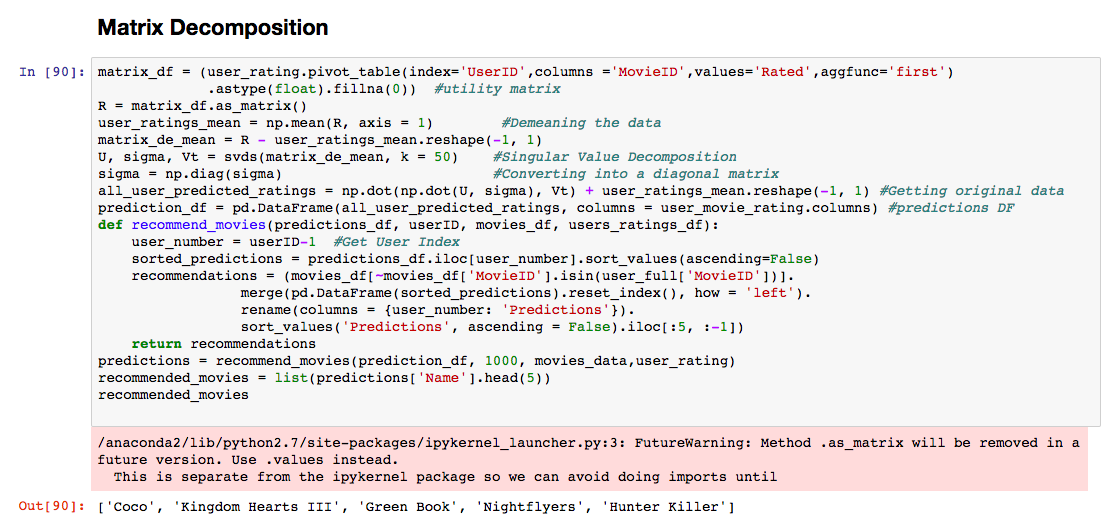 Matrix Decomposition
In [90]: matrix_df = (user_rating.pivot_table(index='UserID',columns ='MovieID',values='Rated',aggfunc='first')
             .astype(float).fillna(0))  #utility matrix
R = matrix_df.as_matrix()
user_ratings_mean = np.mean(R, axis = 1)        #Demeaning the data
matrix_de_mean = R - user_ratings_mean.reshape(-1, 1)
U, sigma, Vt = svds(matrix_de_mean, k = 50)    #Singular Value Decomposition
sigma = np.diag(sigma)                         #Converting into a diagonal matrix
all_user_predicted_ratings = np.dot(np.dot(U, sigma), Vt) + user_ratings_mean.reshape(-1, 1) #Getting original data
prediction_df = pd.DataFrame(all_user_predicted_ratings, columns = user_movie_rating.columns) #predictions DF
def recommend_movies(predictions_df, userID, movies_df, users_ratings_df):
    user_number = userID-1  #Get User Index
    sorted_predictions = predictions_df.iloc[user_number].sort_values(ascending=False)
    recommendations = (movies_df[~movies_df['MovieID'].isin(user_full['MovieID'])].
                 merge(pd.DataFrame(sorted_predictions).reset_index(), how = 'left').
                 rename(columns = {user_number: 'Predictions'}).
                 sort_values('Predictions', ascending = False).iloc[:5, :-1])
    return recommendations
predictions = recommend_movies(prediction_df, 1000, movies_data,user_rating)
recommended_movies = list(predictions['Name'].head(5))
recommended_movies
/anaconda2/lib/python2.7/site-packages/ipykernel_launcher.py:3: FutureWarning: Method .as_matrix will be removed in a
future version. Use .values instead.
  This is separate from the ipykernel package so we can avoid doing imports until
Out[90]: ['Coco', 'Kingdom Hearts III', 'Green Book', 'Nightflyers', 'Hunter Killer']